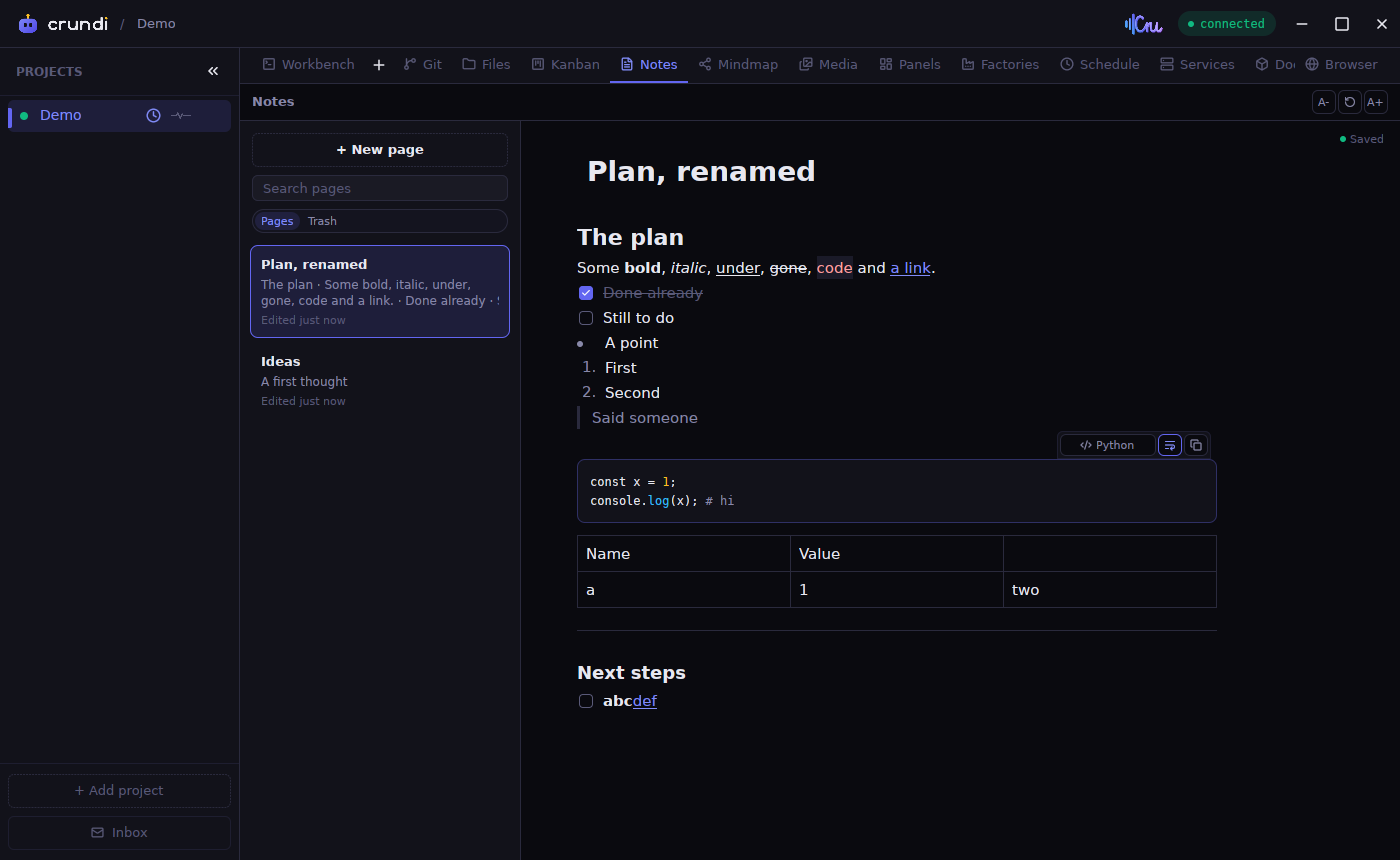 crundi / Demo
Cru
connected
PROJECTS
Workbench
Git
Files
Kanban
Notes
Mindmap
Media
Panels
Factories
Schedule
Services
Browser
Demo
Notes
A-
A+
+ New page
Search pages
Pages
Trash
Plan, renamed
The plan · Some bold, italic, under,
gone, code and a link. · Done already ·
Edited just now
Ideas
A first thought
Edited just now
Saved
Plan, renamed
The plan
Some bold, italic, under, gone, code and a link.
Done already
Still to do
A point
1. First
2. Second
Said someone
</> Python
const x = 1;
console.log(x); # hi
Name Value
a 1 two
Next steps
abcdef
+ Add project
Inbox